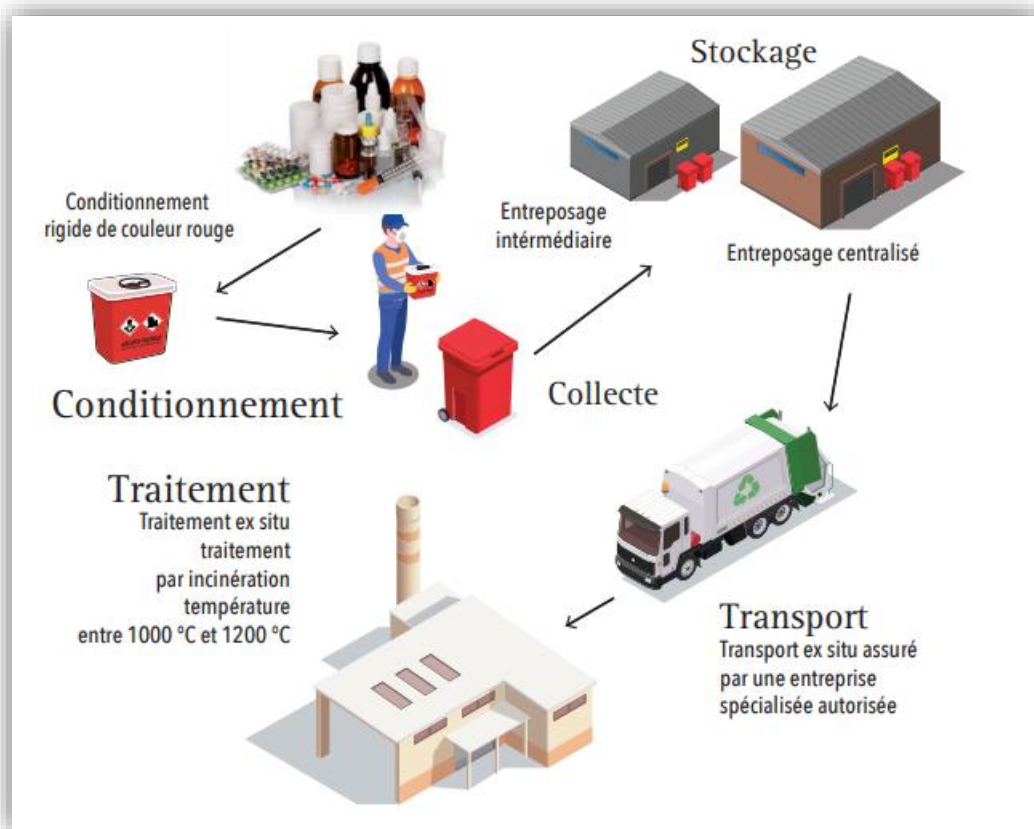 Stockage
Conditionnement
rigide de couleur rouge
Entreposage
intérmédiaire
Entreposage centralisé
Conditionnement
Collecte
Traitement
Traitement ex situ
traitement
par incinération
température
entre 1000 °C et 1200 °C
Transport
Transport ex situ assuré
par une entreprise
spécialisée autorisée